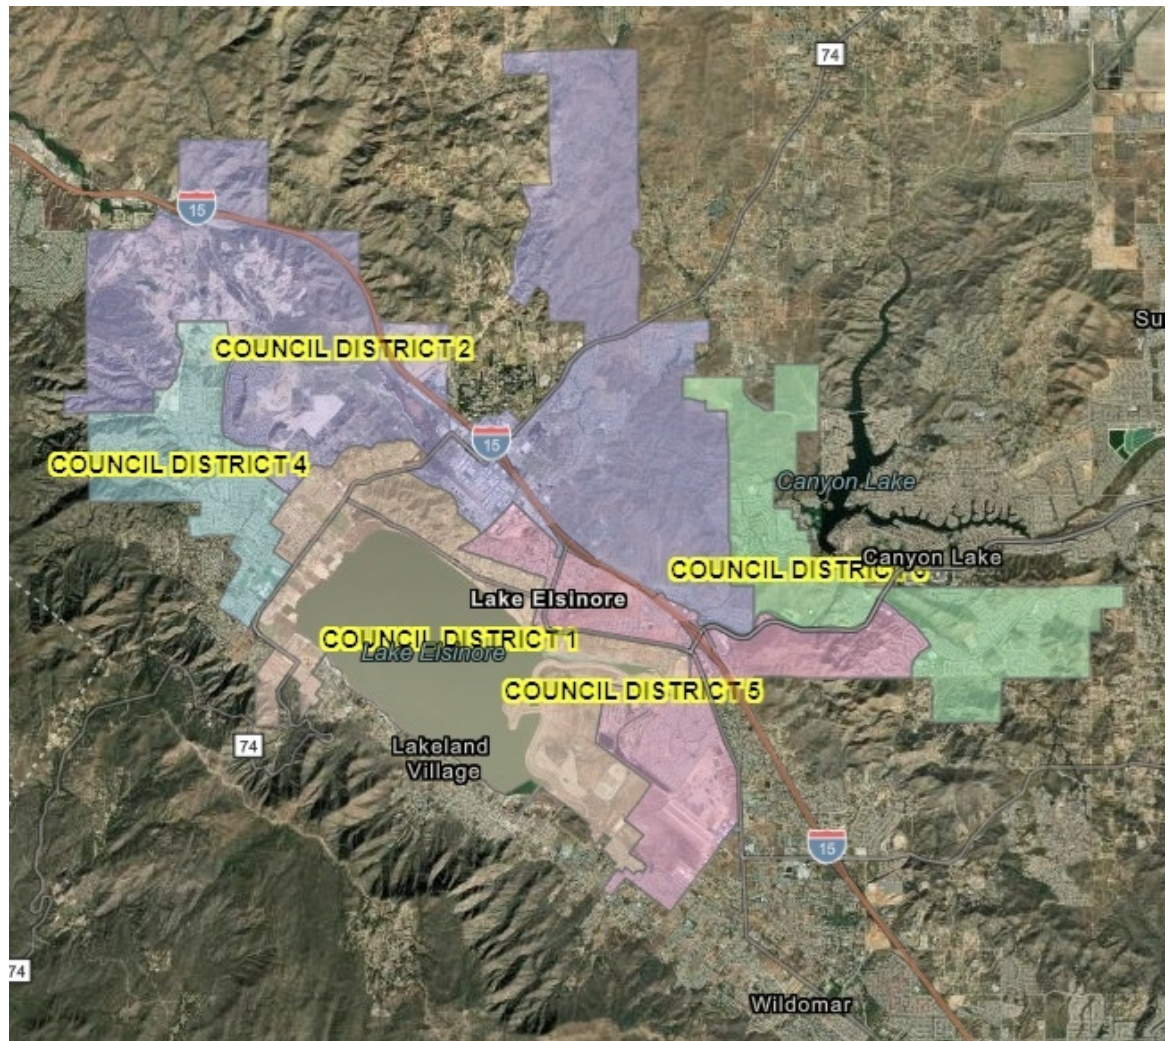 74
15
Su
COUNCIL DISTRICT 2
15
COUNCIL DISTRICT 4
Canyon Lake
Canyon Lake
COUNCIL DISTRICT
Lake Elsinore
COUNCIL DISTRICT 1
Lake Elsinore
COUNCIL DISTRICT 5
74
Lakeland
Village
15
74
Wildomar